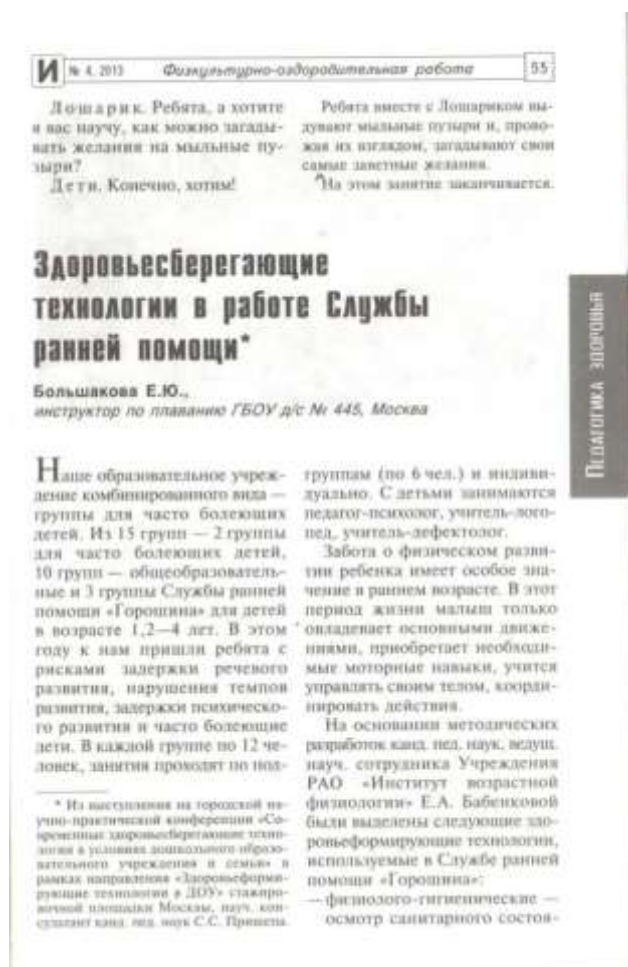 И № 4, 2013 Физкультурно-оздородительная работа 55
Лошарик. Ребята, а хотите
я вас научу, как можно загады-
вать желания на мыльные пу-
зыри?
Дети. Конечно, хотим!
Ребята вместе с Лошариком вы-
дувают мыльные пузыри и, прово-
жая их взглядом, загадывают свои
самые заветные желания.
На этом занятие заканчивается.
Здоровьесберегающие
технологии в работе Службы
ранней помощи*
Большакова Е.Ю.,
инструктор по плаванию ГБОУ д/с № 445, Москва
Наше образовательное учреж-
дение комбинированного вида —
группы для часто болеющих
детей. Из 15 групп — 2 группы
для часто болеющих детей,
10 групп — общеобразователь-
ные и 3 группы Службы ранней
помощи «Горошина» для детей
в возрасте 1,2—4 лет. В этом
году к нам пришли ребята с
рисками задержки речевого
развития, нарушения темпов
развития, задержки психическо-
го развития и часто болеющие
дети. В каждой группе по 12 че-
ловек, занятия проходят по под-
* Из выступления на городской на-
учно-практической конференции «Со-
временные здоровьесберегающие техно-
логии в условиях дошкольного образо-
вательного учреждения и семьи» в
рамках направления «Здоровьеформи-
рующие технологии в ДОУ» стажиро-
вочной площадки Москвы, науч. кон-
сультант канд. пед. наук С.С. Прищепа.
группам (по 6 чел.) и индиви-
дуально. С детьми занимаются
педагог-психолог, учитель-лого-
пед, учитель-дефектолог.
Забота о физическом разви-
тии ребенка имеет особое зна-
чение в раннем возрасте. В этот
период жизни малыш только
овладевает основными движе-
ниями, приобретает необходи-
мые моторные навыки, учится
управлять своим телом, коорди-
нировать действия.
На основании методических
разработок канд. пед. наук, ведущ.
науч. сотрудника Учреждения
РАО «Институт возрастной
физиологии» Е.А. Бабенковой
были выделены следующие здо-
ровьеформирующие технологии,
используемые в Службе ранней
помощи «Горошина»:
— физиолого-гигиенические —
осмотр санитарного состоя-
Педагогика здоровья